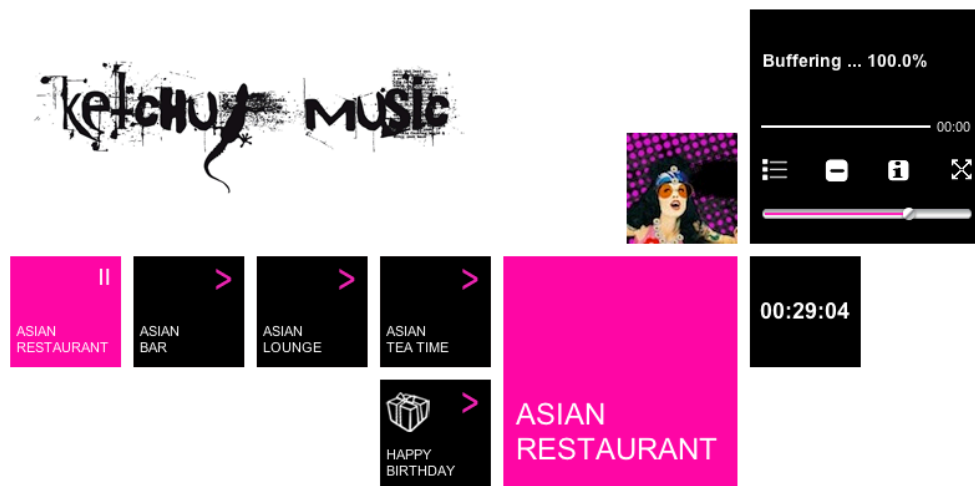 Ketchup Music
Buffering ... 100.0%
00:00
ASIAN
RESTAURANT
ASIAN
BAR
ASIAN
LOUNGE
ASIAN
TEA TIME
ASIAN
RESTAURANT
00:29:04
HAPPY
BIRTHDAY